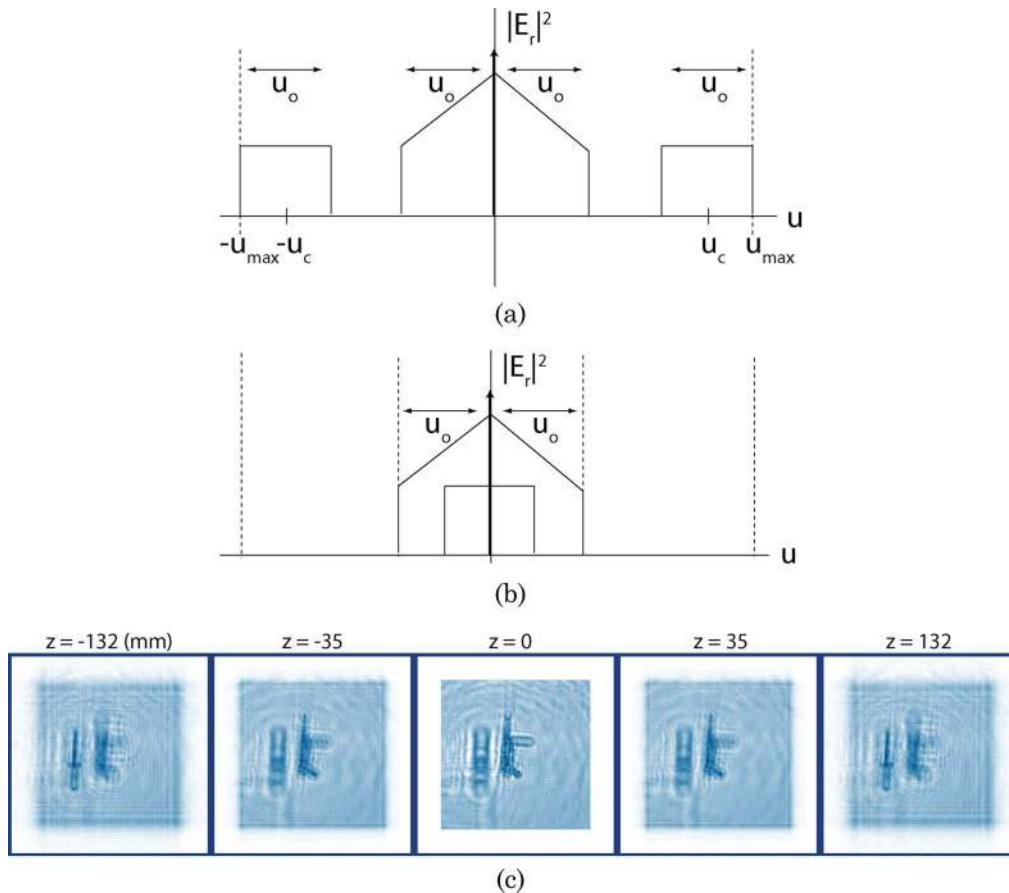 |E_r|²
u_o u_o u_o u_o
u
-u_max -u_c u_c u_max
(a)
|E_r|²
u_o u_o
u
(b)
z = -132 (mm) z = -35 z = 0 z = 35 z = 132
(c)